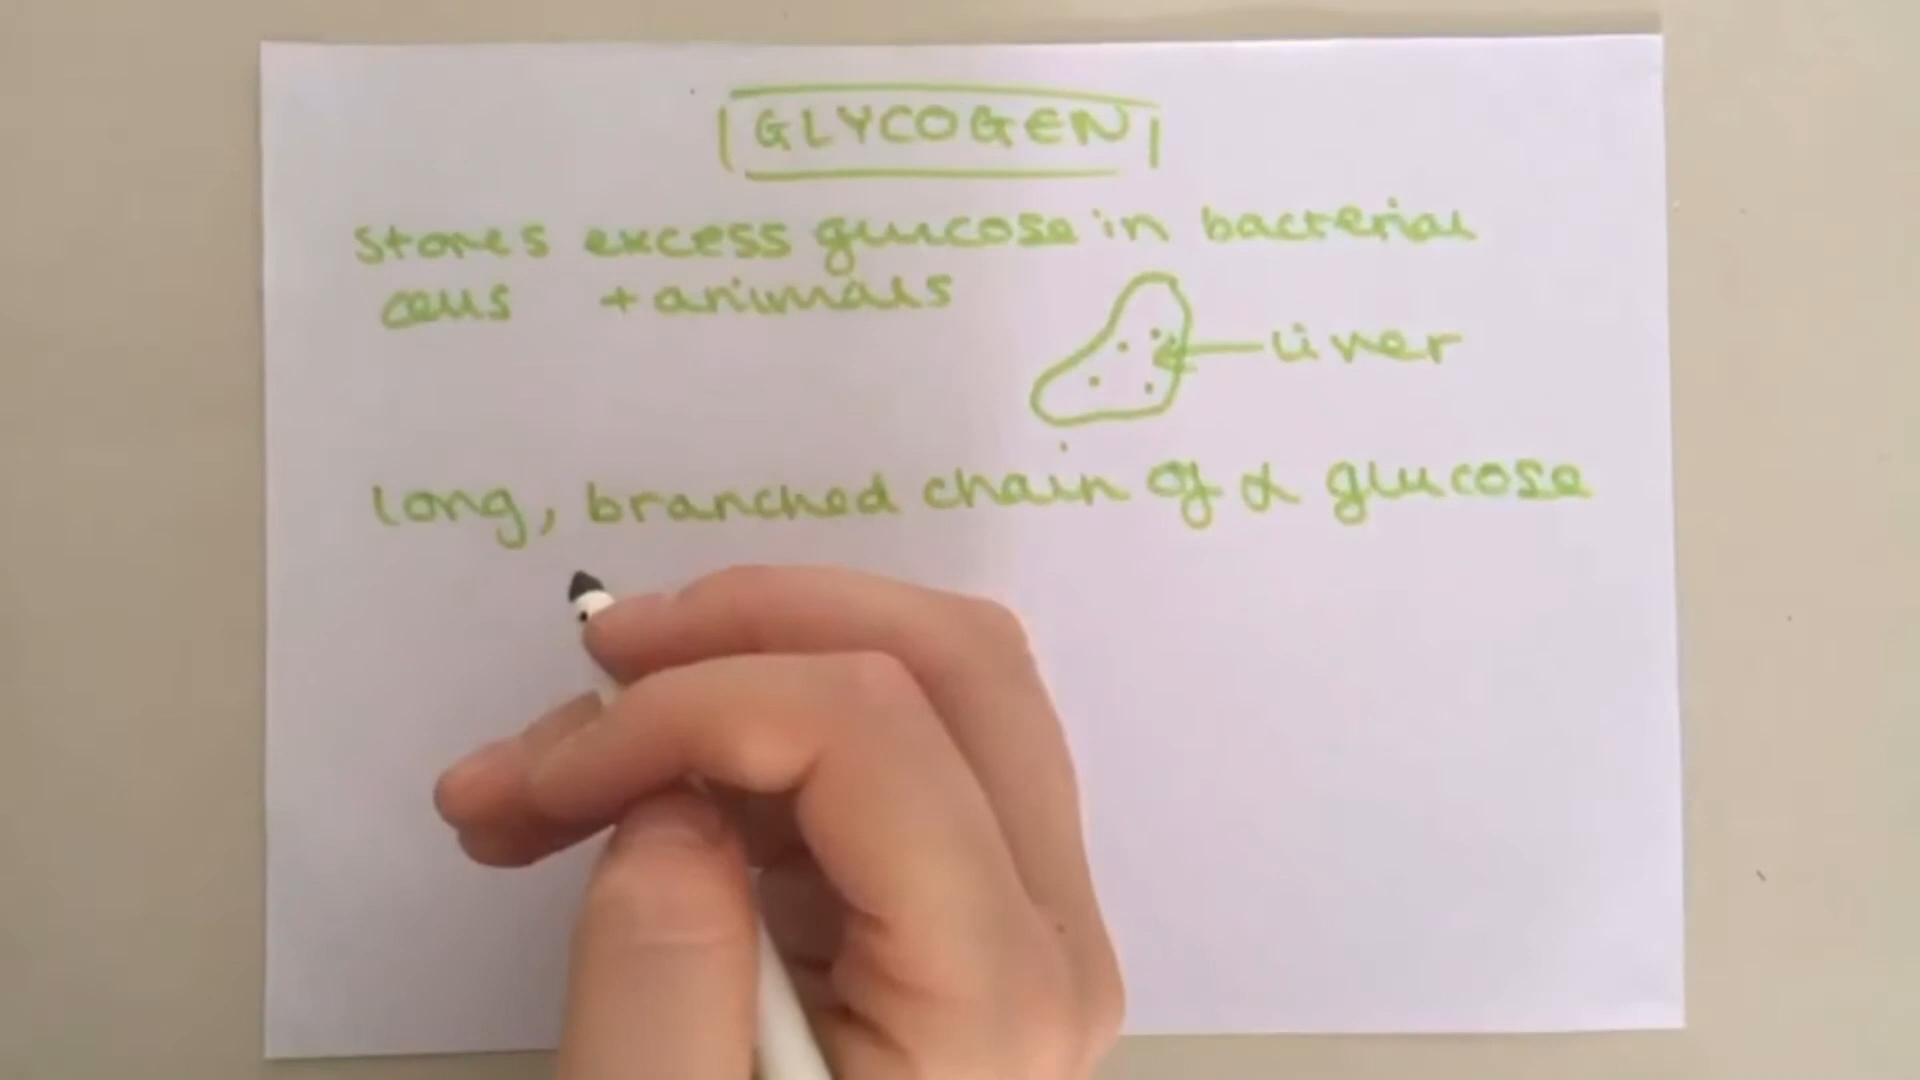 GLYCOGEN
Stores excess glucose in bacterial
cells + animals
liver
long, branched chain of α glucose